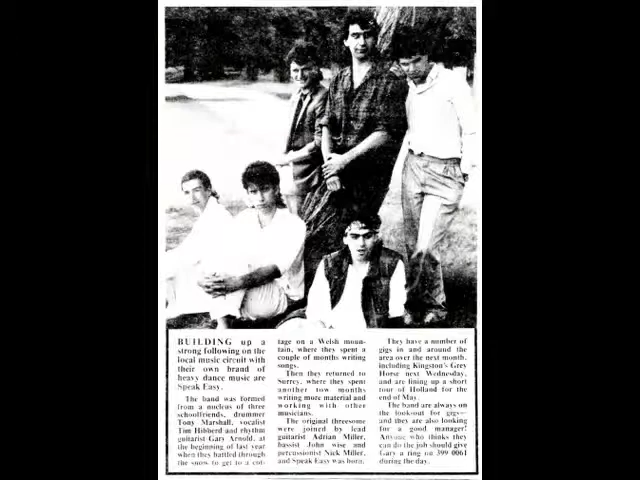 BUILDING up a
strong following on the
local music circuit with
their own brand of
heavy dance music are
Speak Easy.
The band was formed
from a nucleus of three
schoolfriends, drummer
Tony Marshall, vocalist
Tim Hibberd and rhythm
guitarist Gary Arnold, at
the beginning of last year
when they battled through
the snow to get to a cot-
tage on a Welsh moun-
tain, where they spent a
couple of months writing
songs.
Then they returned to
Surrey, where they spent
another tow months
writing more material and
working with other
musicians.
The original threesome
were joined by lead
guitarist Adrian Miller,
bassist John wise and
percussionist Nick Miller,
and Speak Easy was born.
They have a number of
gigs in and around the
area over the next month,
including Kingston's Grey
Horse next Wednesday,
and are lining up a short
tour of Holland for the
end of May.
The band are always on
the look-out for gigs—
and they are also looking
for a good manager!
Anyone who thinks they
can do the job should give
Gary a ring on 399 0061
during the day.